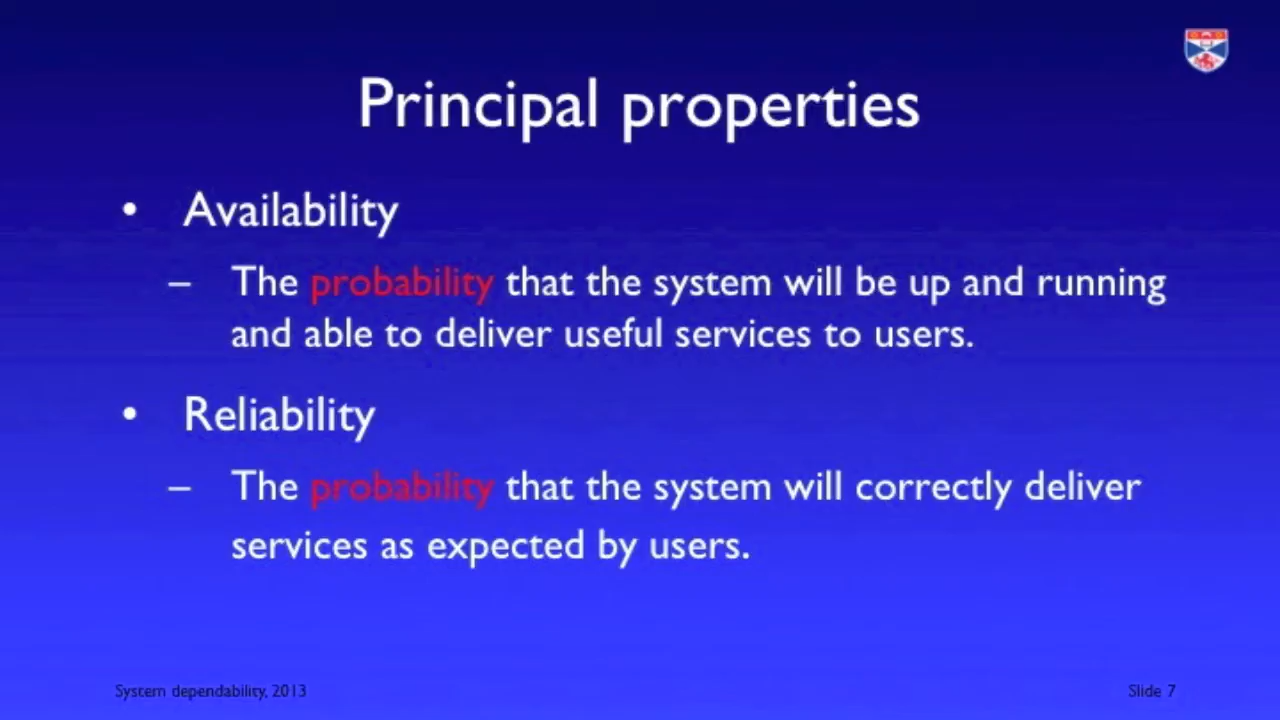 Principal properties
• Availability
– The probability that the system will be up and running
and able to deliver useful services to users.
• Reliability
– The probability that the system will correctly deliver
services as expected by users.
System dependability, 2013
Slide 7